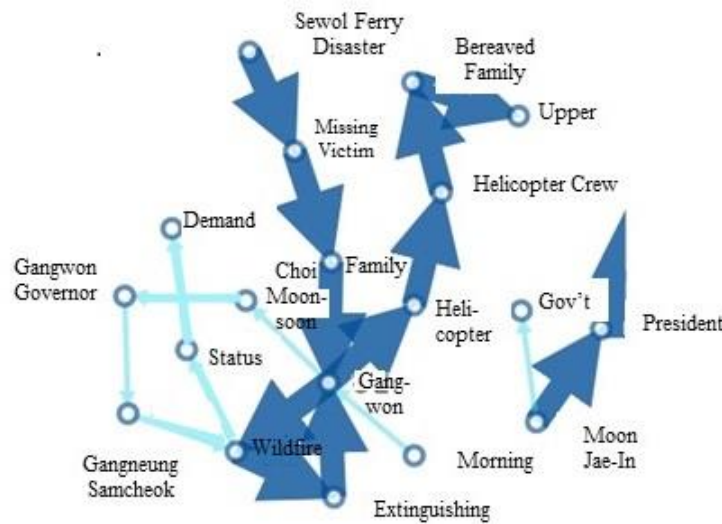 Sewol Ferry
Disaster
Bereaved
Family
Upper
Missing
Victim
Helicopter Crew
Demand
Gangwon
Governor
Choi
Moon-
soon
Family
Heli-
copter
Gov’t
President
Status
Gang-
won
Wildfire
Gangneung
Samcheok
Morning
Moon
Jae-In
Extinguishing